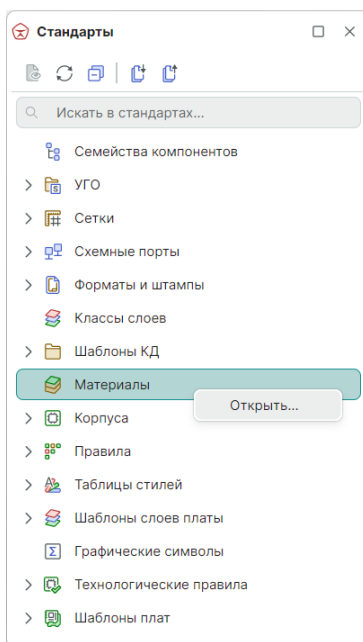 Стандарты
Искать в стандартах...
Семейства компонентов
УГО
Сетки
Схемные порты
Форматы и штампы
Классы слоев
Шаблоны КД
Материалы
Открыть...
Корпуса
Правила
Таблицы стилей
Шаблоны слоев платы
Графические символы
Технологические правила
Шаблоны плат